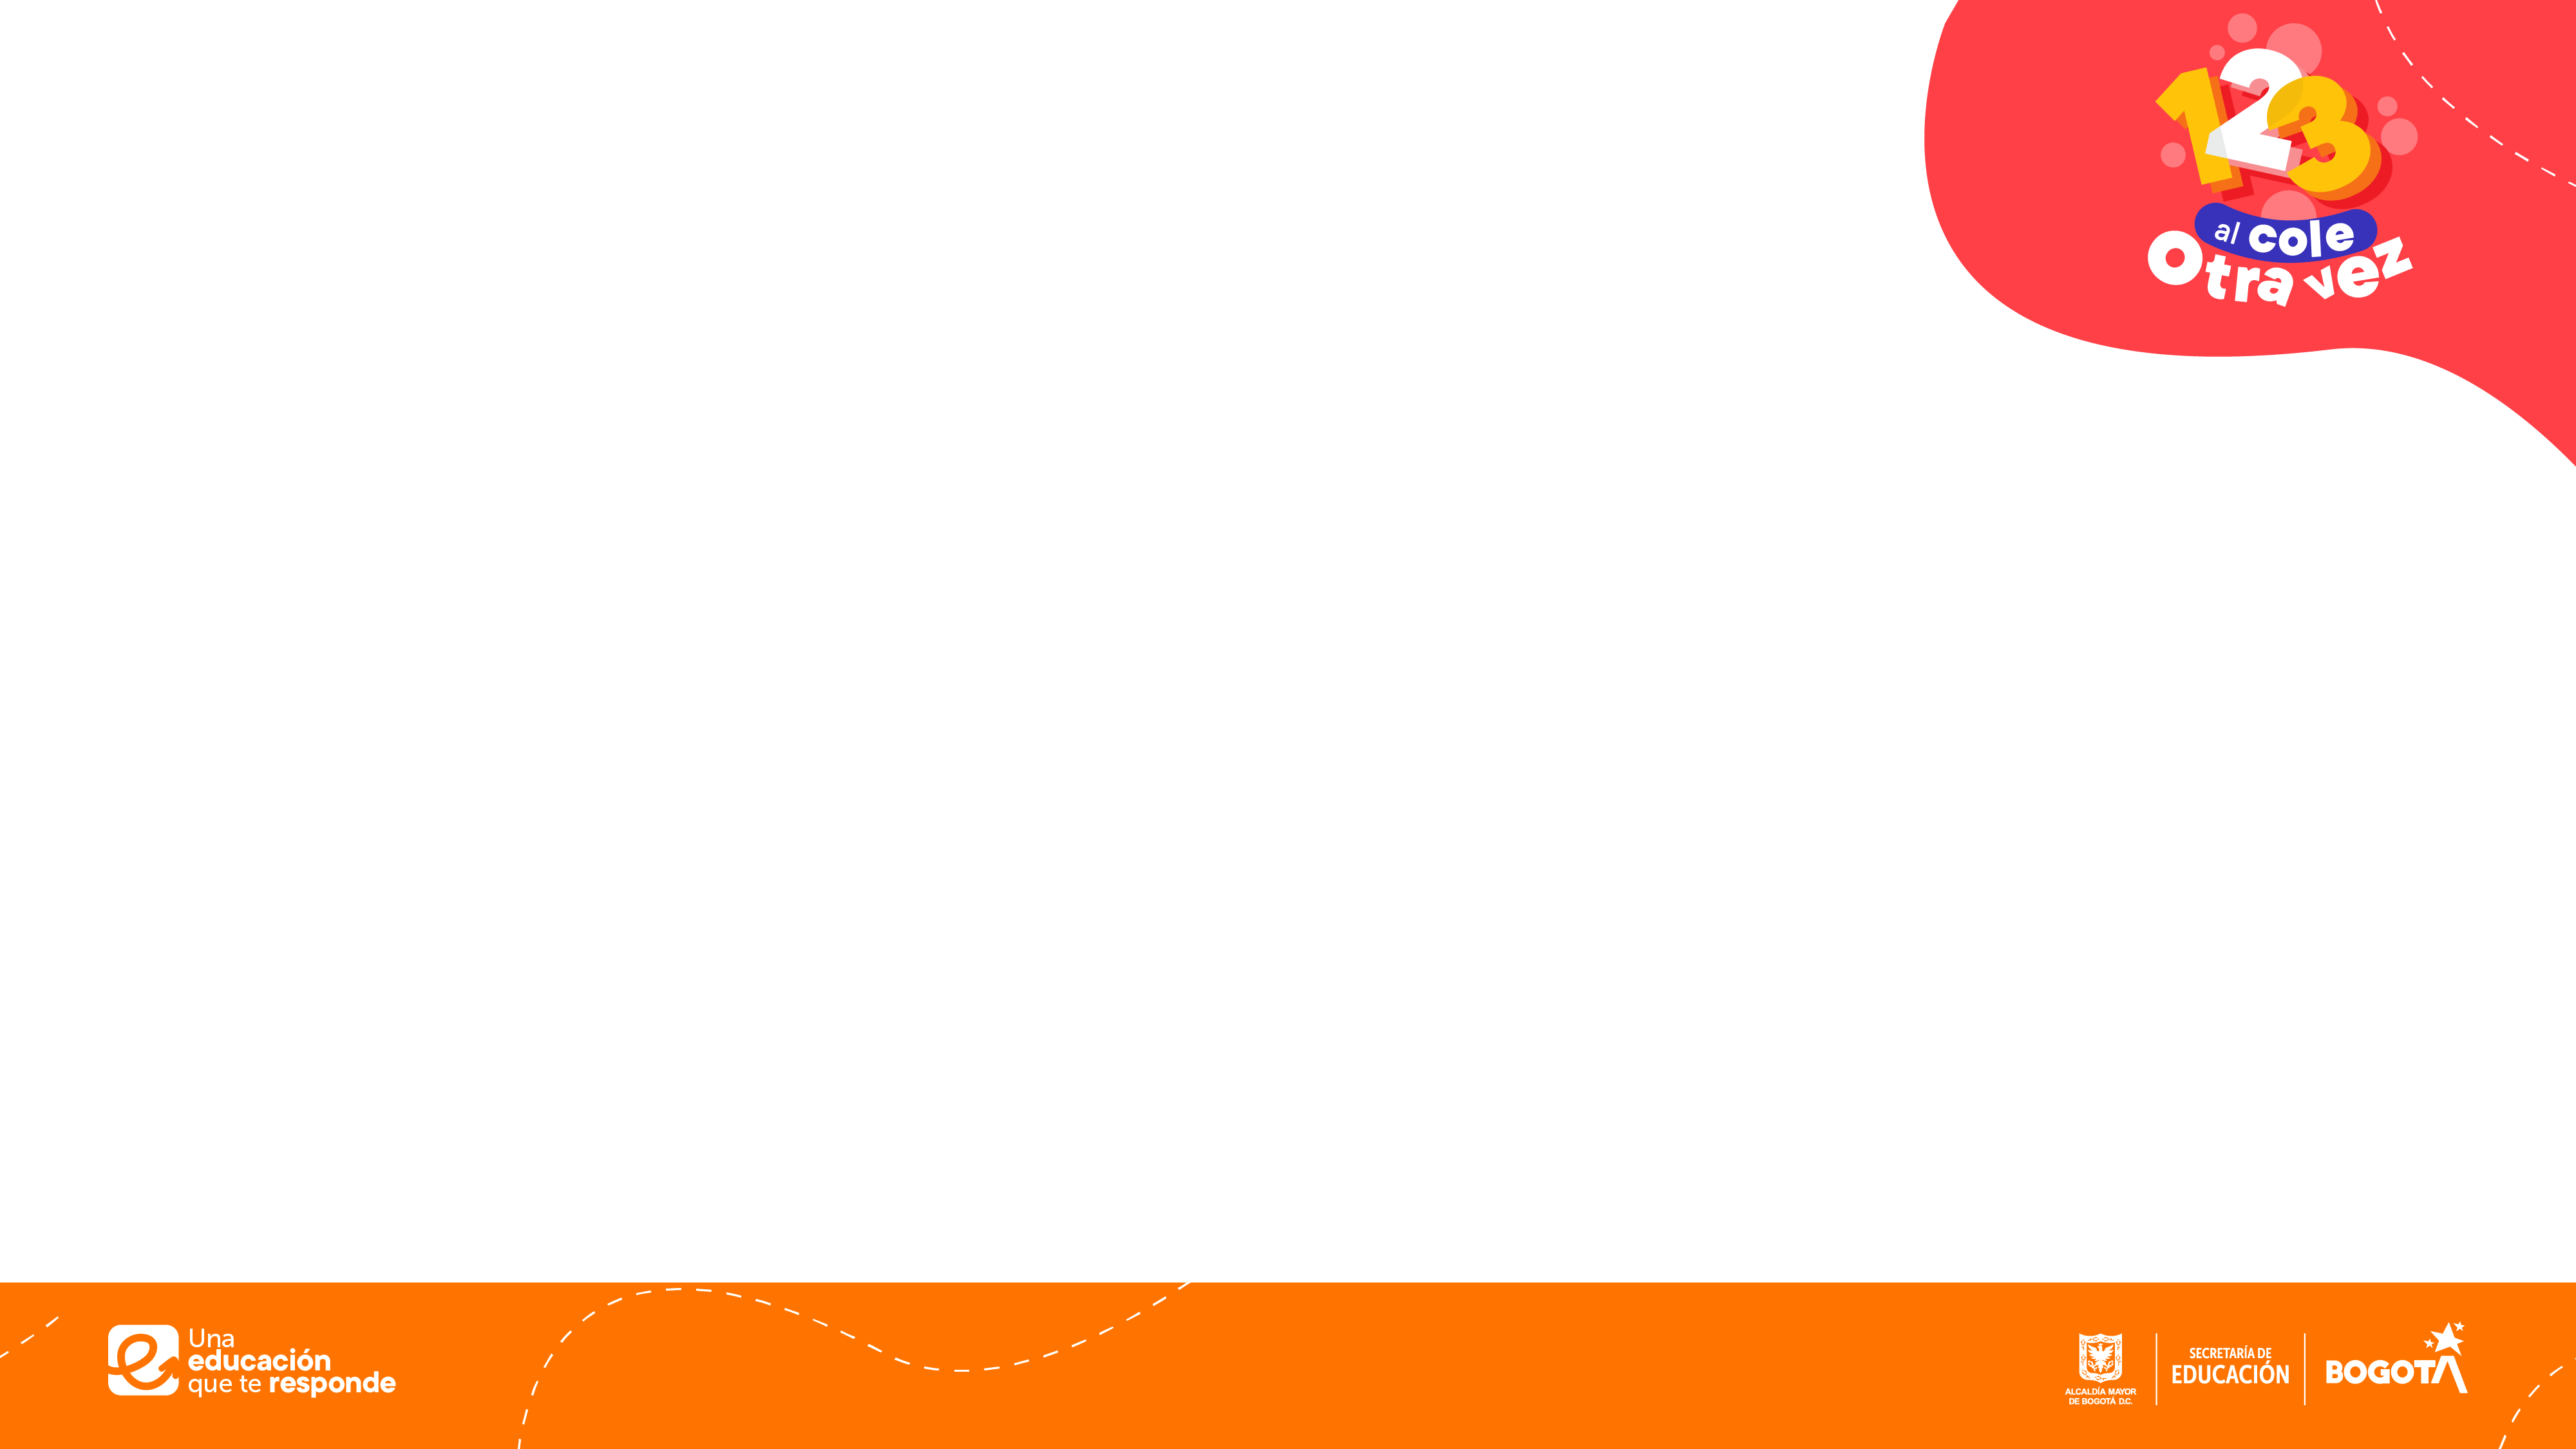 123
al cole
Otra vez
Una
educación
que te responde
ALCALDÍA MAYOR
DE BOGOTÁ D.C.
SECRETARÍA DE
EDUCACIÓN
BOGOTÁ